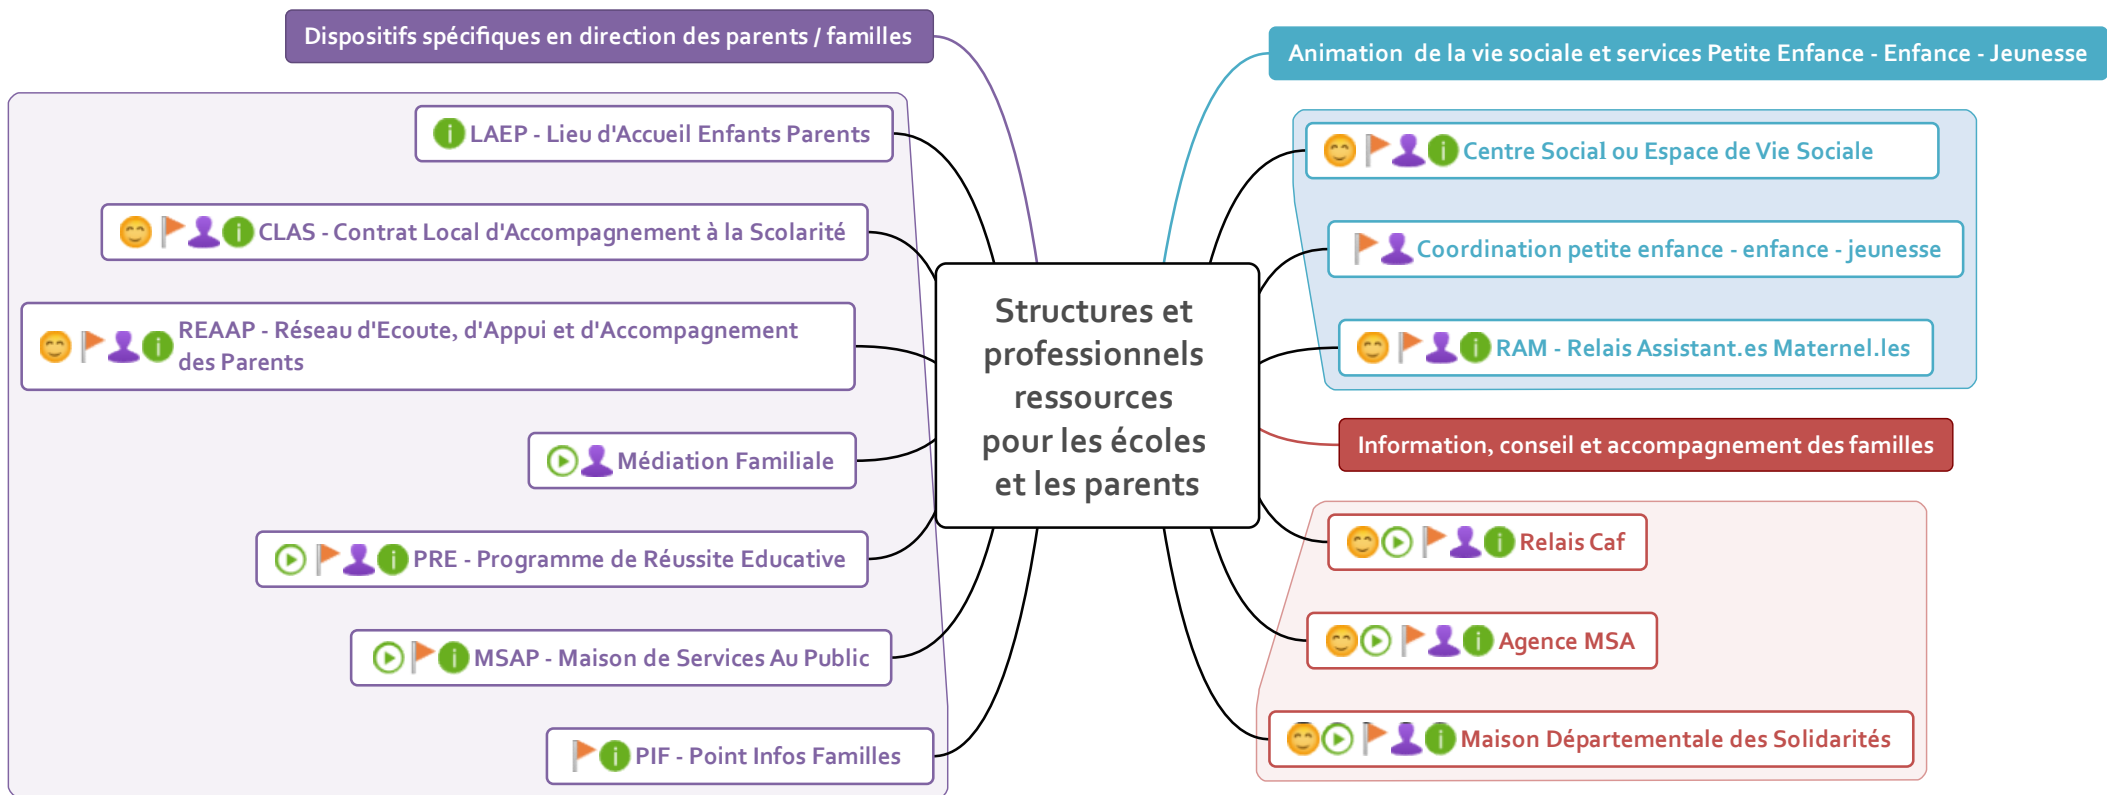 Dispositifs spécifiques en direction des parents / familles
LAEP - Lieu d'Accueil Enfants Parents
CLAS - Contrat Local d'Accompagnement à la Scolarité
REAAP - Réseau d'Ecoute, d'Appui et d'Accompagnement
des Parents
Médiation Familiale
PRE - Programme de Réussite Educative
MSAP - Maison de Services Au Public
PIF - Point Infos Familles
Structures et
professionnels
ressources
pour les écoles
et les parents
Animation de la vie sociale et services Petite Enfance - Enfance - Jeunesse
Centre Social ou Espace de Vie Sociale
Coordination petite enfance - enfance - jeunesse
RAM - Relais Assistant.es Maternel.les
Information, conseil et accompagnement des familles
Relais Caf
Agence MSA
Maison Départementale des Solidarités